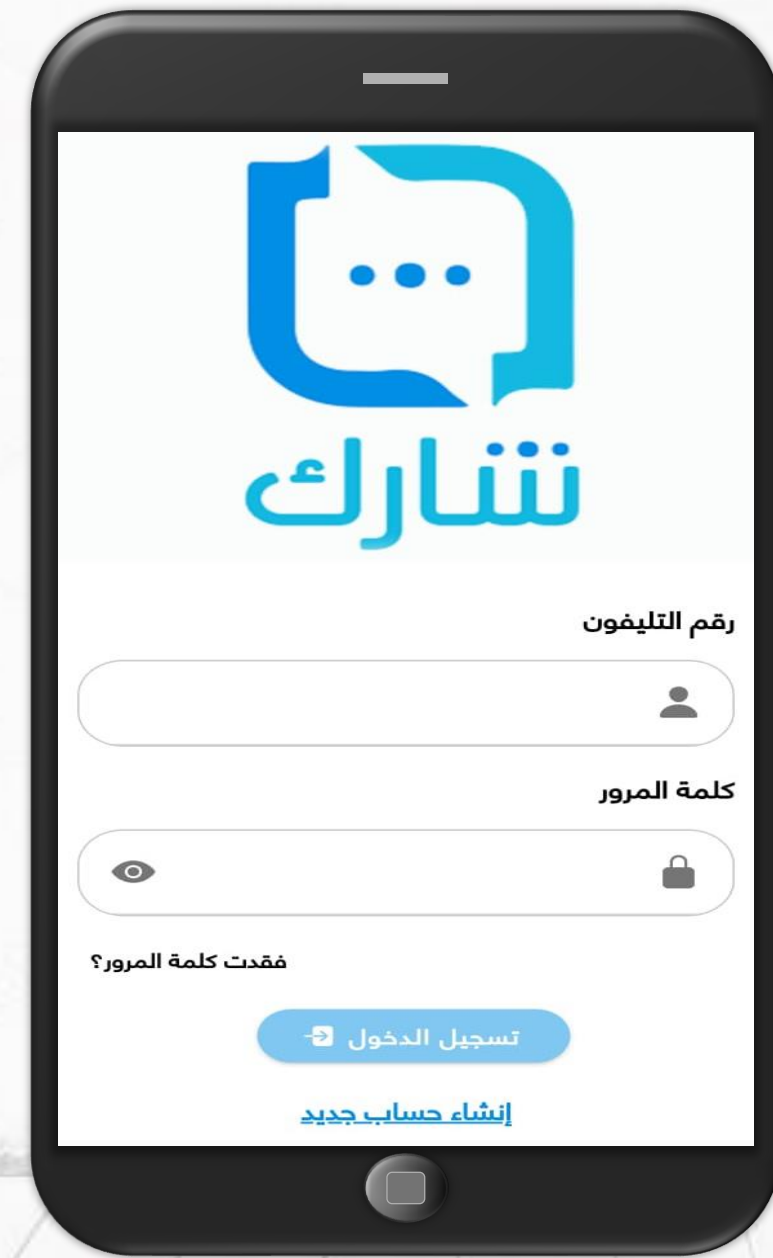 شارك
رقم التليفون
كلمة المرور
فقدت كلمة المرور؟
تسجيل الدخول
إنشاء حساب جديد